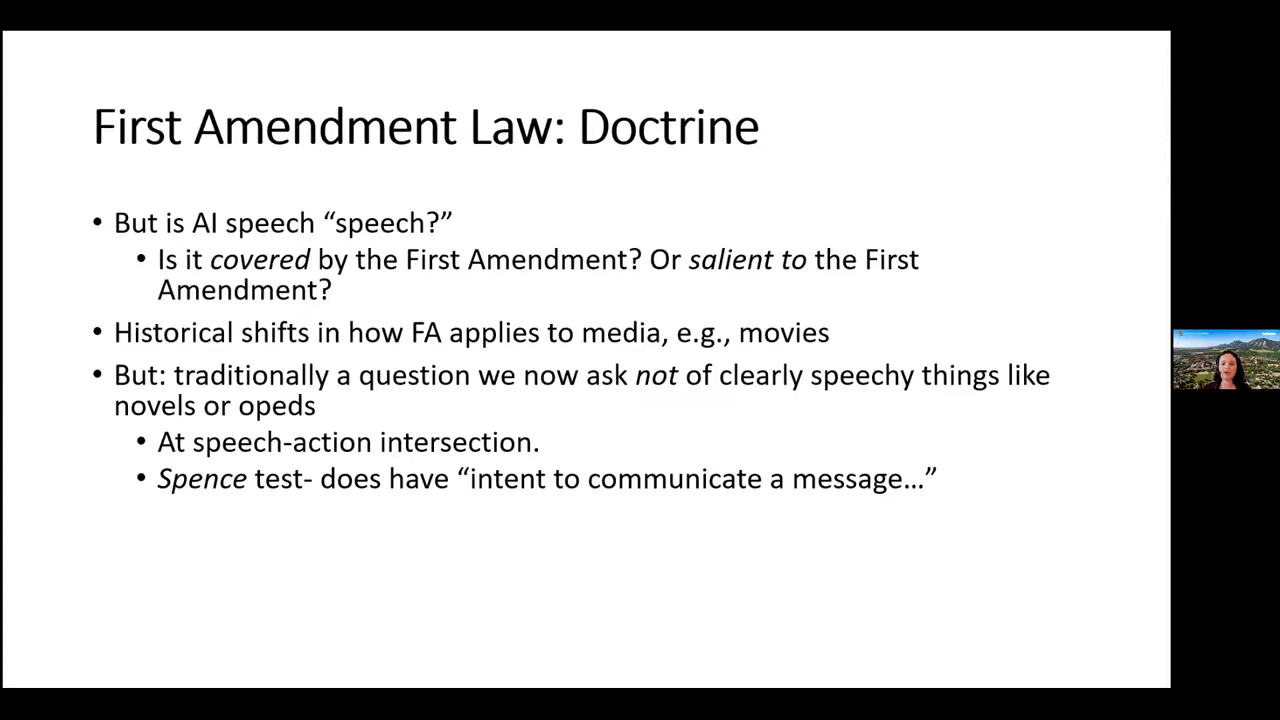 First Amendment Law: Doctrine
• But is AI speech “speech?”
• Is it covered by the First Amendment? Or salient to the First
Amendment?
• Historical shifts in how FA applies to media, e.g., movies
• But: traditionally a question we now ask not of clearly speechy things like
novels or opeds
• At speech-action intersection.
• Spence test- does have “intent to communicate a message…”